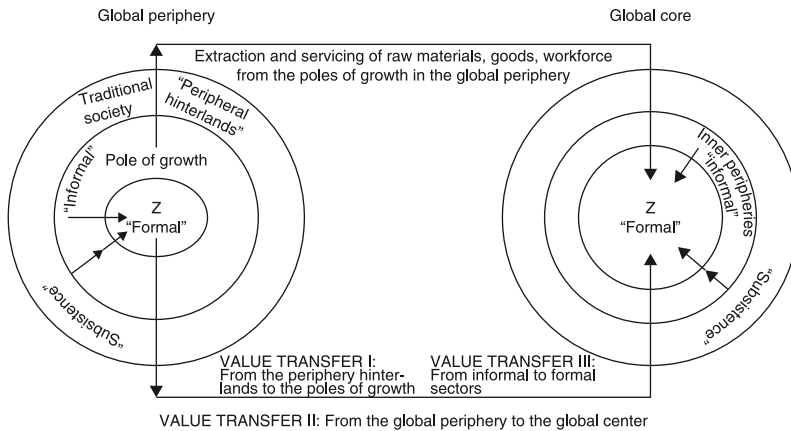 Global periphery
Global core
Extraction and servicing of raw materials, goods, workforce
from the poles of growth in the global periphery
Traditional
society
"Peripheral
hinterlands"
"Informal"
Pole of growth
Z
"Formal"
"Subsistence"
Inner peripheries
"informal"
Z
"Formal"
"Subsistence"
VALUE TRANSFER I:
From the periphery hinter-
lands to the poles of growth
VALUE TRANSFER III:
From informal to formal
sectors
VALUE TRANSFER II: From the global periphery to the global center